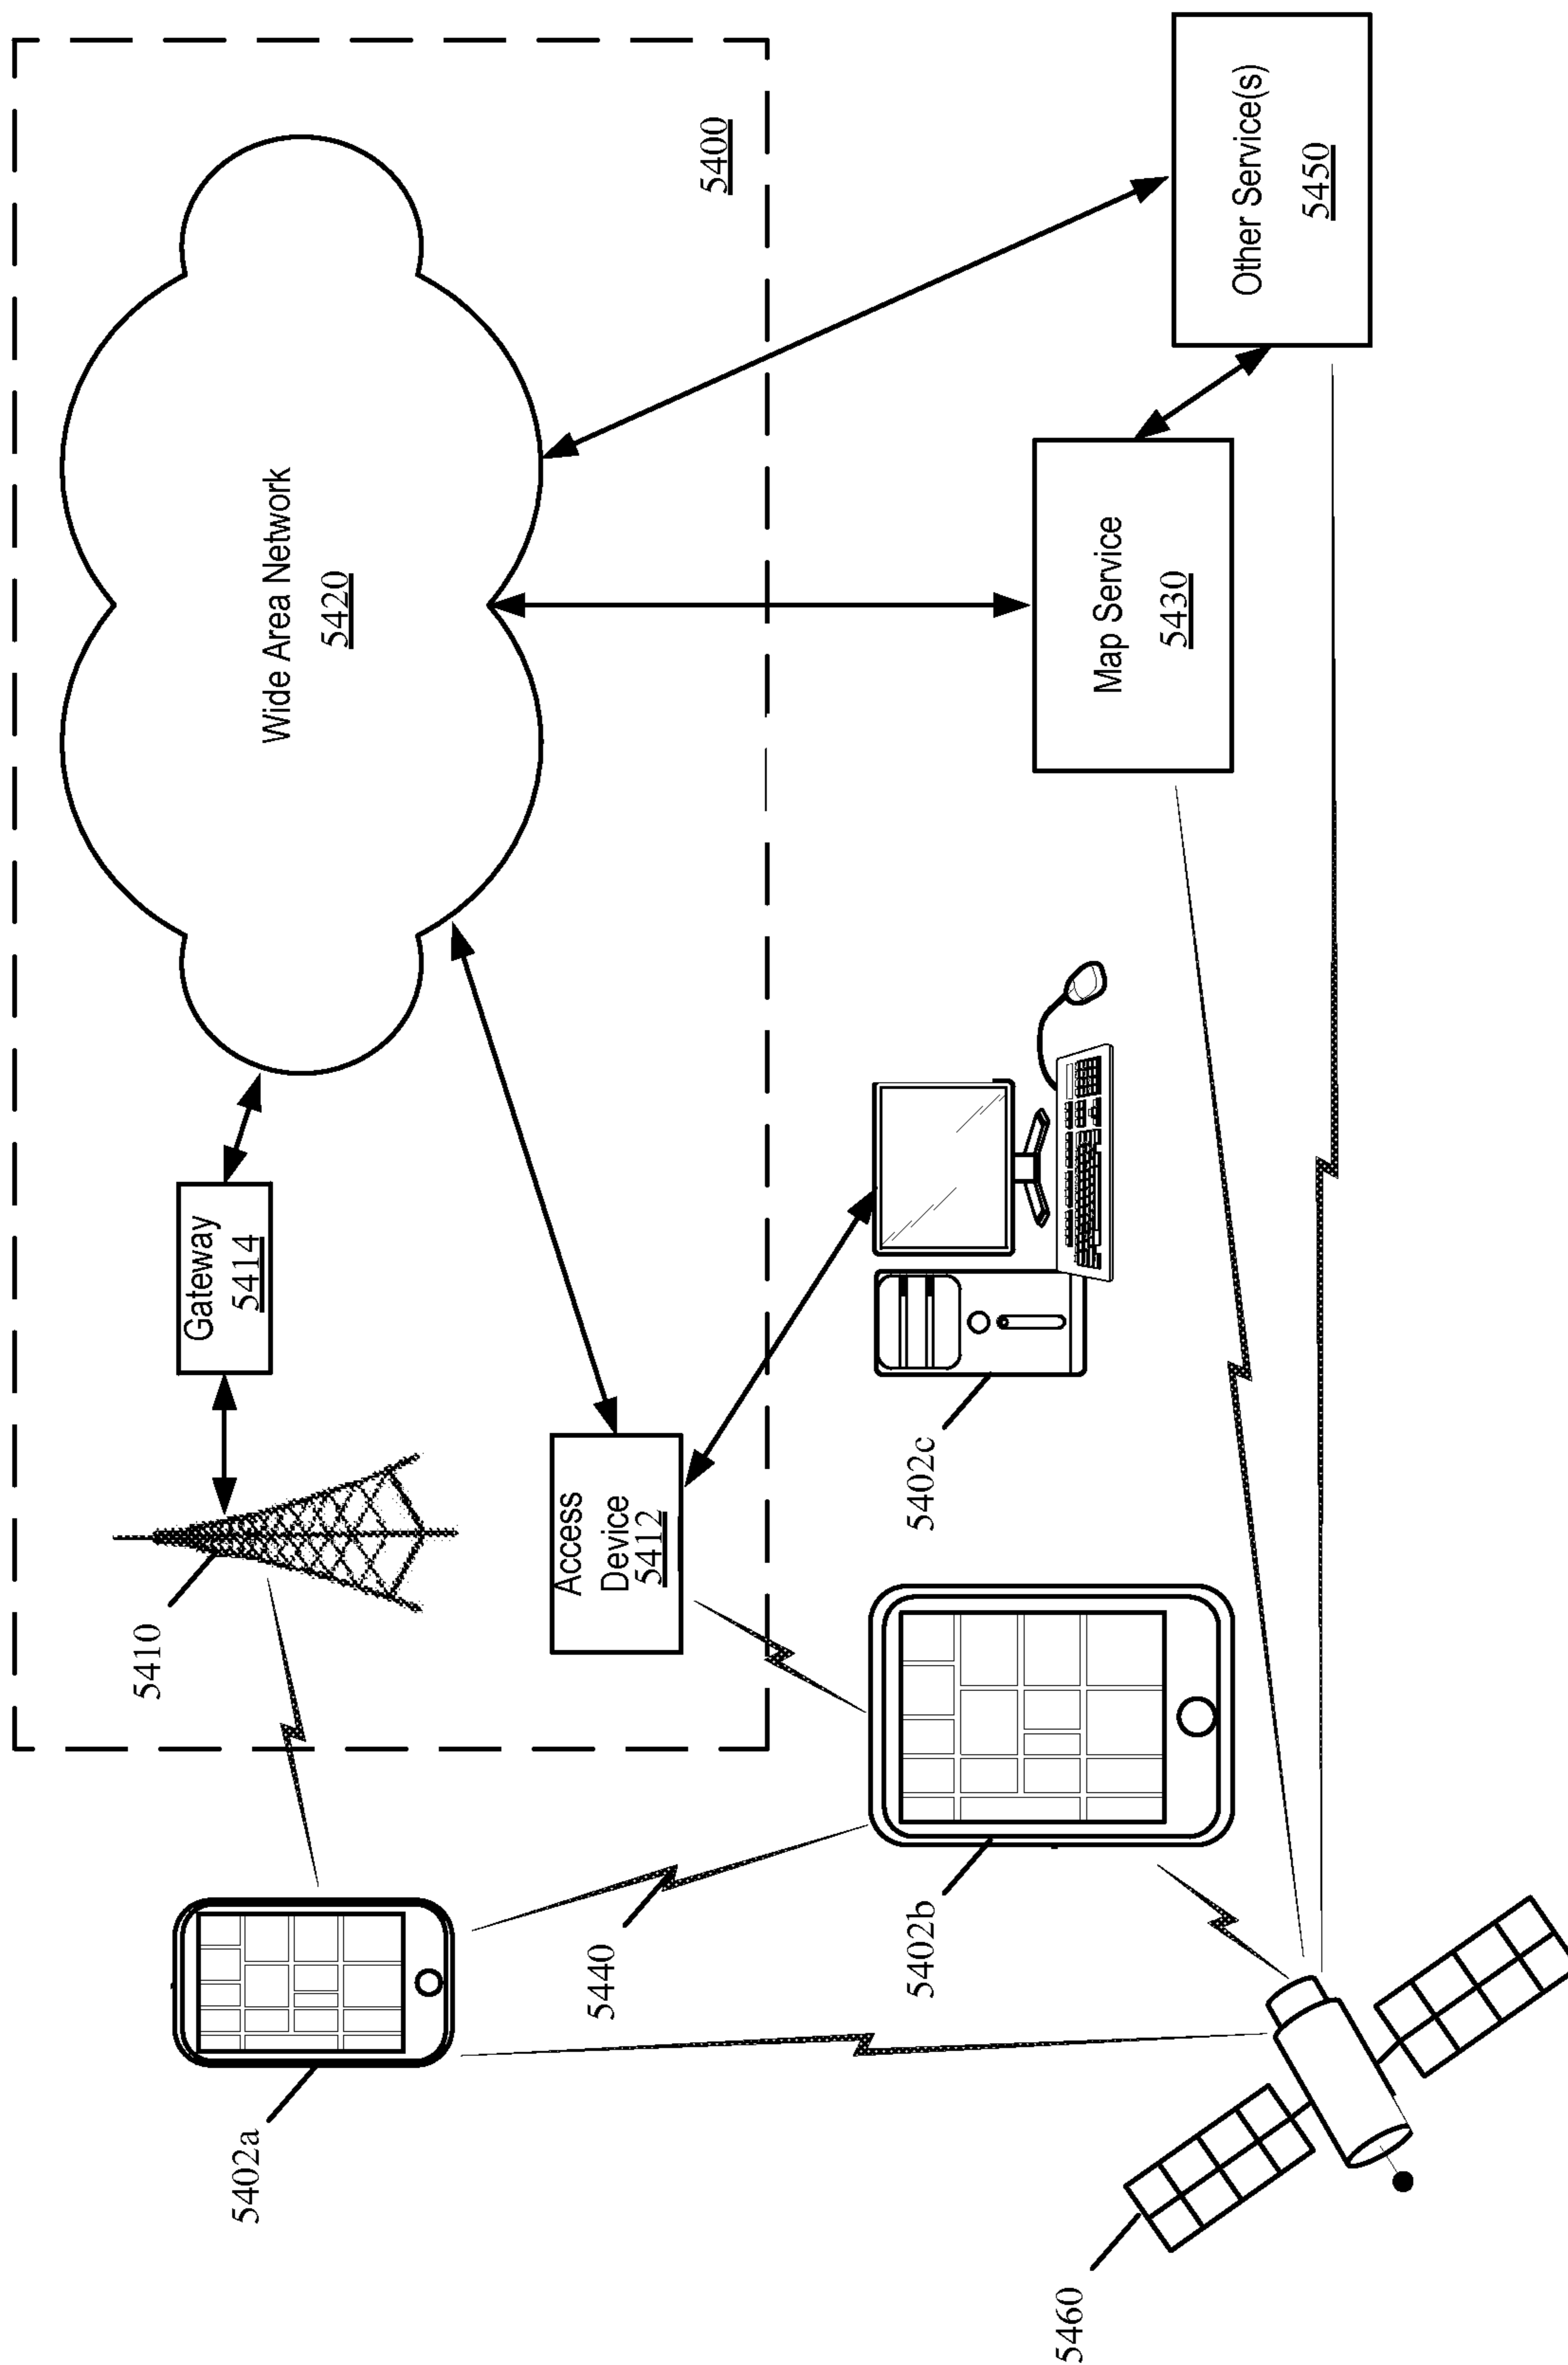 5402a
5410
Gateway
5414
Wide Area Network
5420
5440
Access
Device
5412
5400
5402b
5402c
Map Service
5430
5460
Other Service(s)
5450